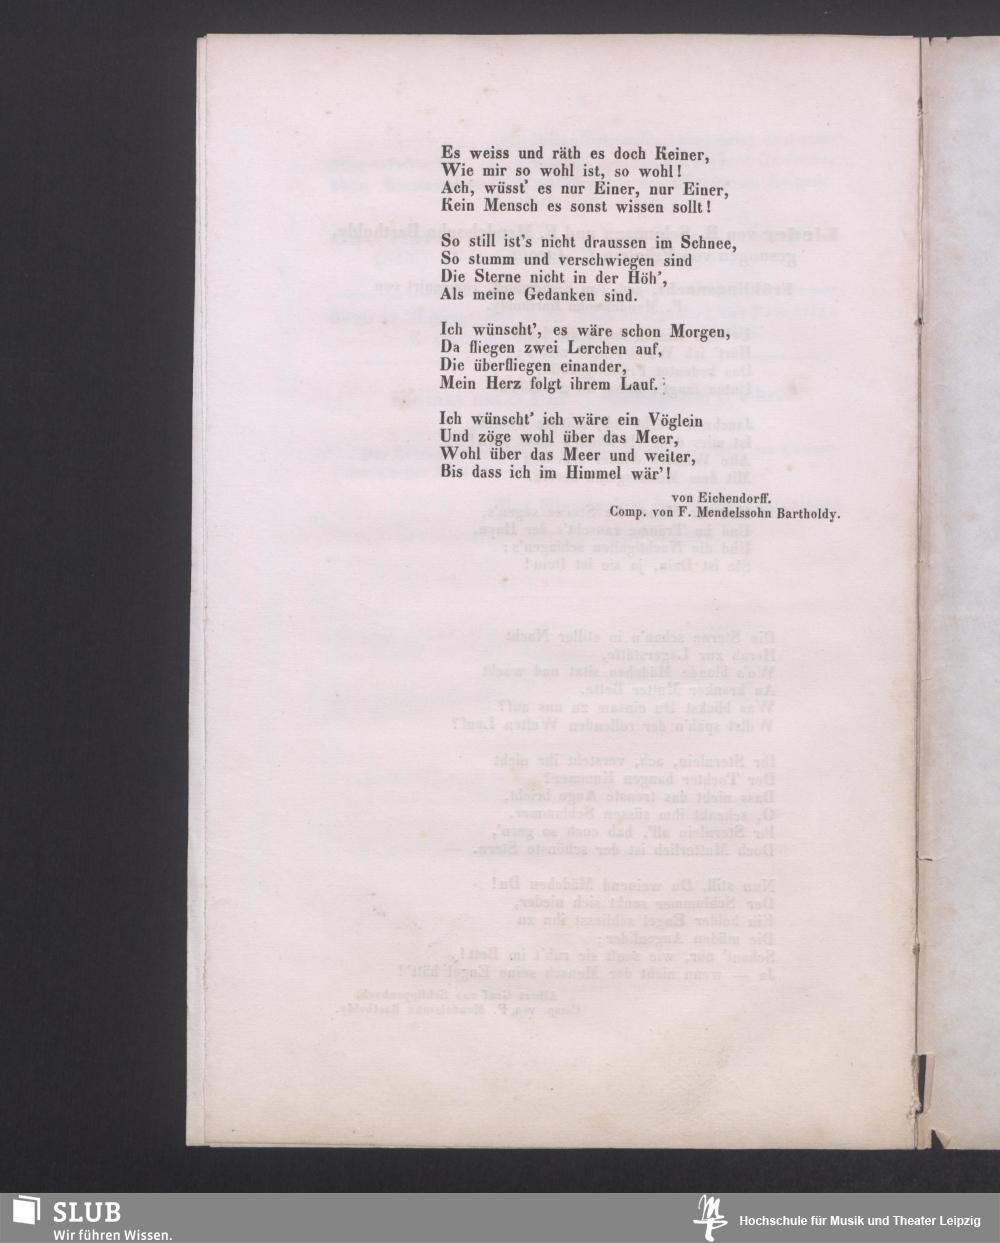 Es weiss und räth es doch Keiner,
Wie mir so wohl ist, so wohl!
Ach, wüsst' es nur Einer, nur Einer,
Kein Mensch es sonst wissen sollt!
So still ist's nicht draussen im Schnee,
So stumm und verschwiegen sind
Die Sterne nicht in der Höh',
Als meine Gedanken sind.
Ich wünscht', es wäre schon Morgen,
Da fliegen zwei Lerchen auf,
Die überfliegen einander,
Mein Herz folgt ihrem Lauf.
Ich wünscht' ich wäre ein Vöglein
Und zöge wohl über das Meer,
Wohl über das Meer und weiter,
Bis dass ich im Himmel wär'!
von Eichendorff.
Comp. von F. Mendelssohn Bartholdy.
SLUB
Wir führen Wissen.
Hochschule für Musik und Theater Leipzig